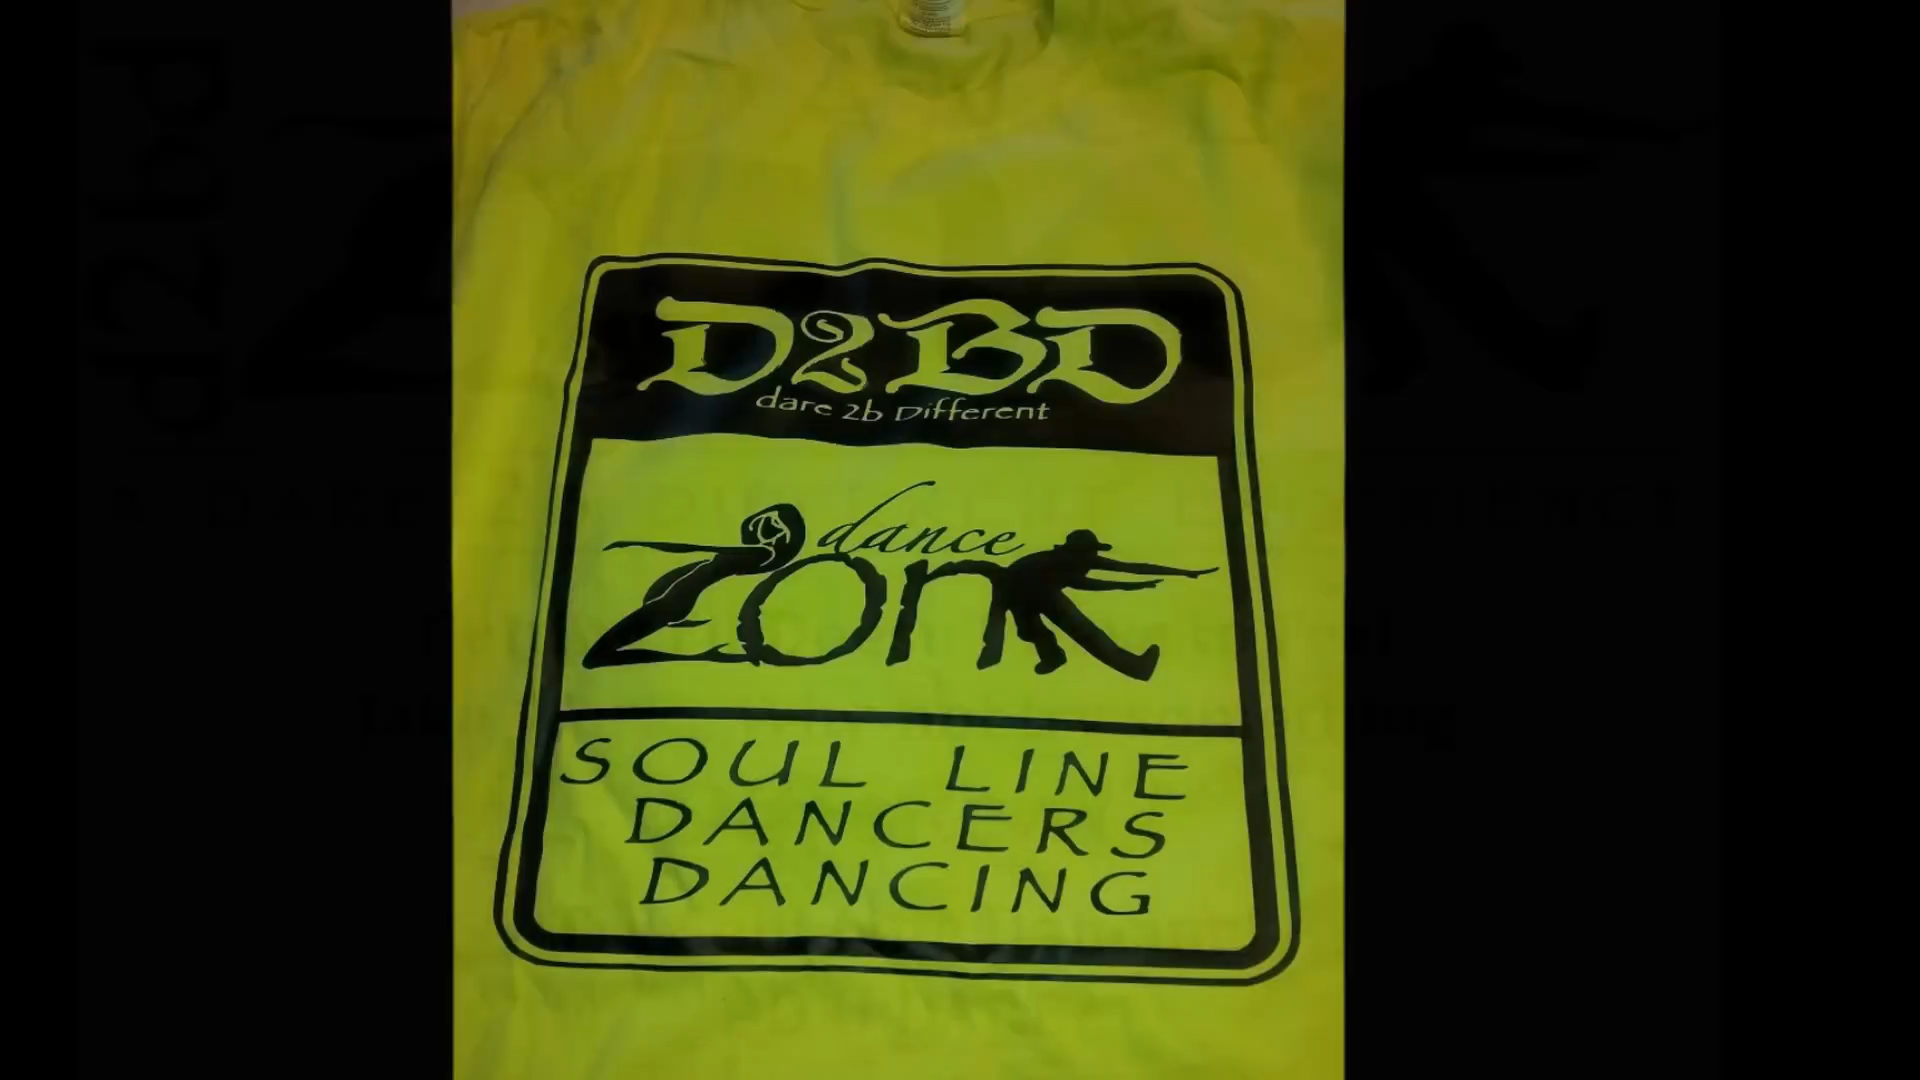 D2BD
dare 2b Different
dance
Zone
SOUL LINE
DANCERS
DANCING